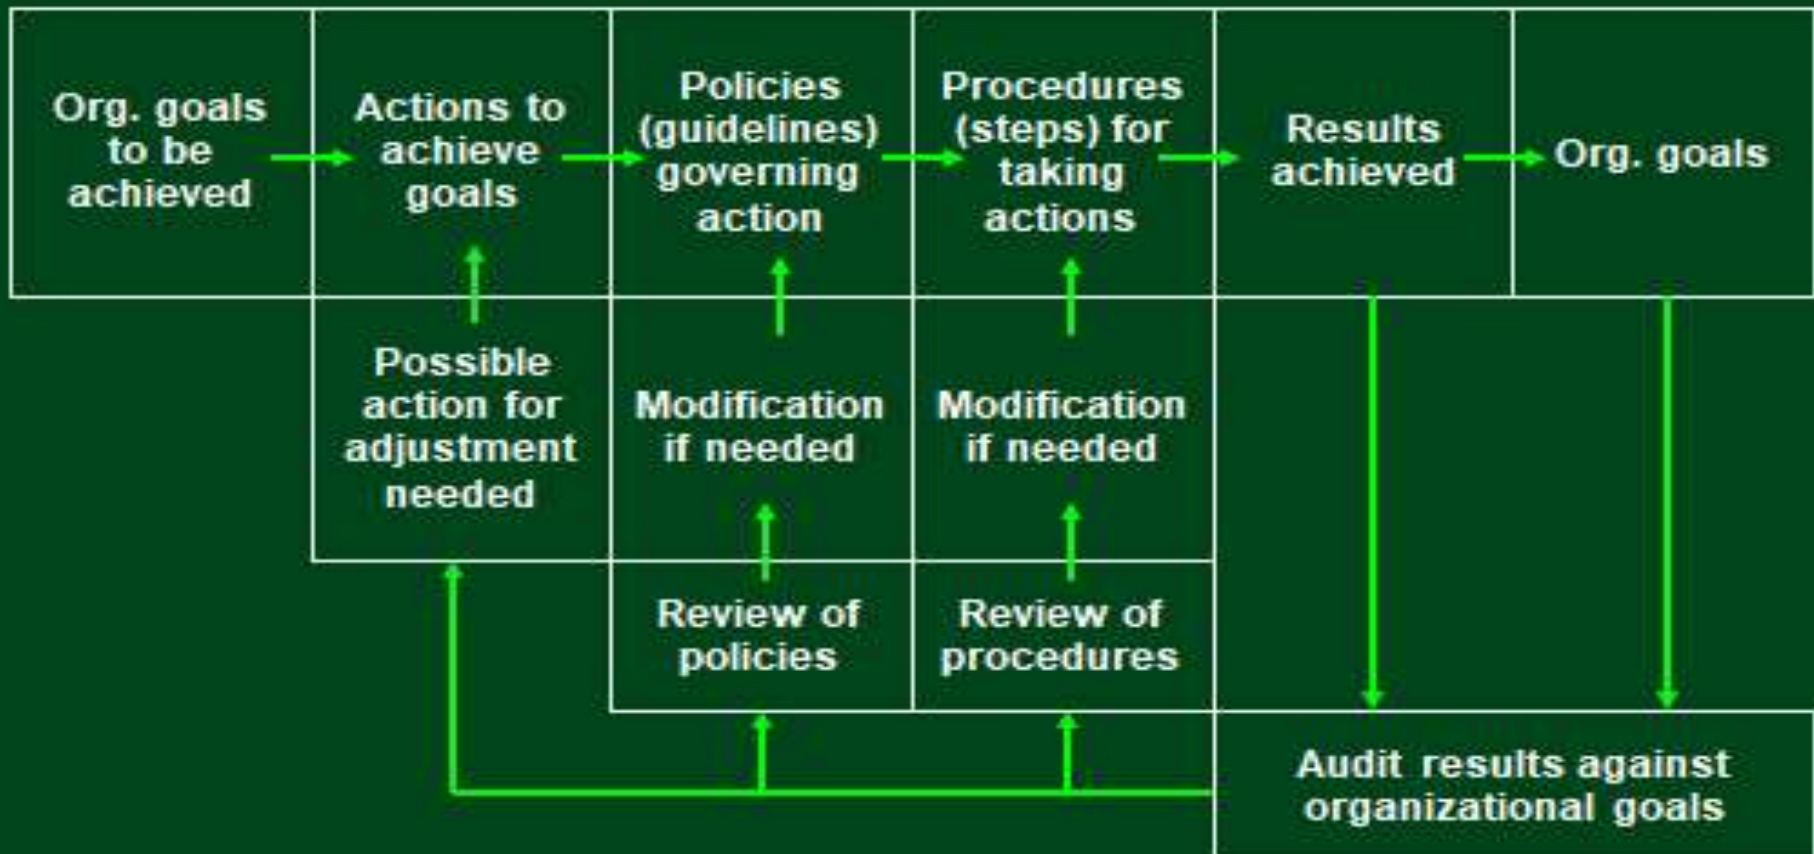 Org. goals
to be
achieved
Actions to
achieve
goals
Policies
(guidelines)
governing
action
Procedures
(steps) for
taking
actions
Results
achieved
Org. goals
Possible
action for
adjustment
needed
Modification
if needed
Modification
if needed
Review of
policies
Review of
procedures
Audit results against
organizational goals